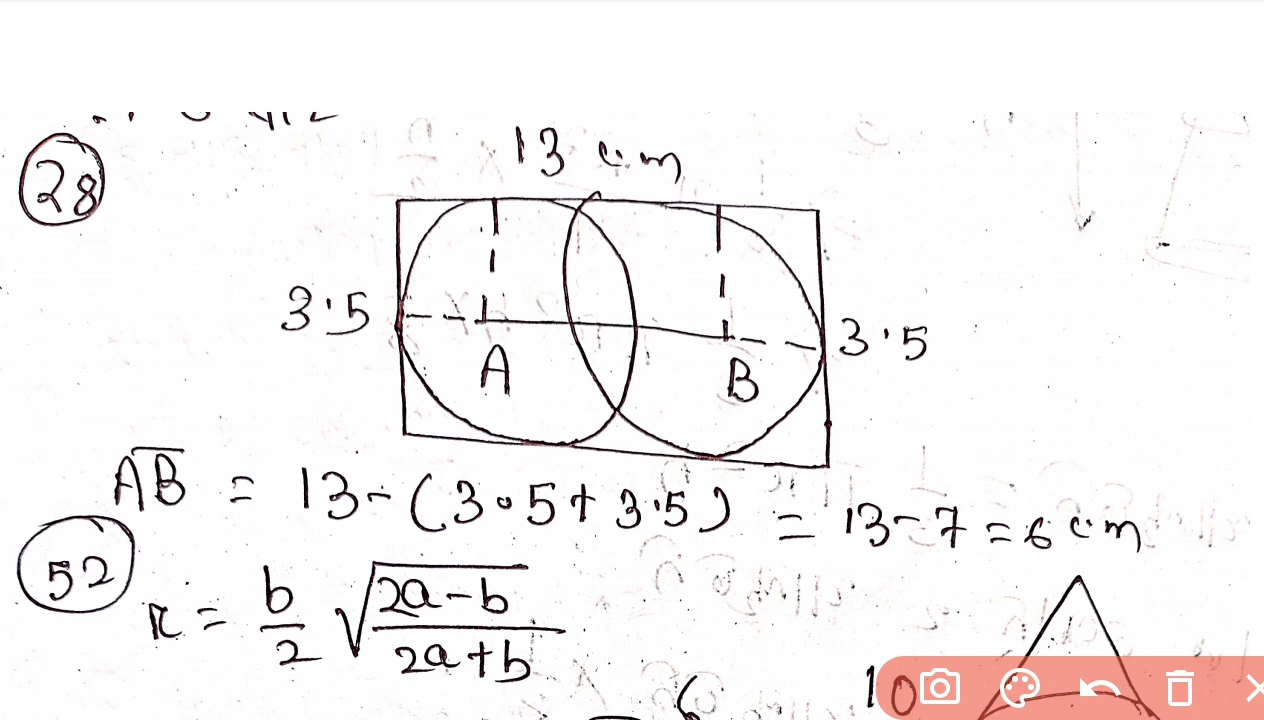 28
13 cm
3.5
3.5
A
B
AB = 13-(3.5+3.5) = 13-7=6 cm
52
r = b/2 √2a-b/2a+b
6
10